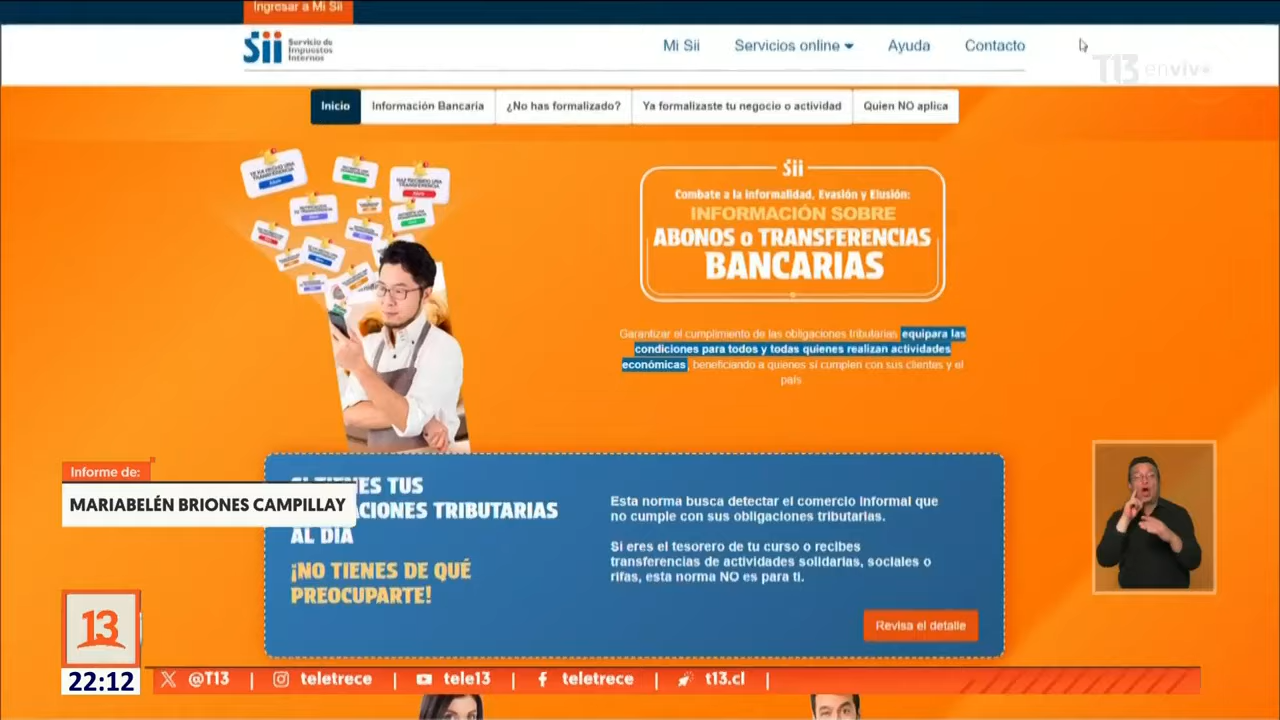 Ingresar a Mi Sii
Sii
Servicio de
Impuestos
Internos
Mi Sii
Servicios online
Ayuda
Contacto
T13 en vivo
Inicio
Información Bancaria
¿No has formalizado?
Ya formalizaste tu negocio o actividad
Quien NO aplica
Sii
Combate a la informalidad, Evasión y Elusión:
INFORMACIÓN SOBRE
ABONOS o TRANSFERENCIAS
BANCARIAS
Garantizar el cumplimiento de las obligaciones tributarias equipara las
condiciones para todos y todas quienes realizan actividades
económicas, beneficiando a quienes sí cumplen con sus clientes y el
país
Informe de:
MARIABELÉN BRIONES CAMPILLAY
SI TIENES TUS
ACIONES TRIBUTARIAS
AL DÍA
¡NO TIENES DE QUÉ
PREOCUPARTE!
Esta norma busca detectar el comercio informal que
no cumple con sus obligaciones tributarias.
Si eres el tesorero de tu curso o recibes
transferencias de actividades solidarias, sociales o
rifas, esta norma NO es para ti.
Revisa el detalle
13
22:12
@T13
teletrece
tele13
teletrece
t13.cl